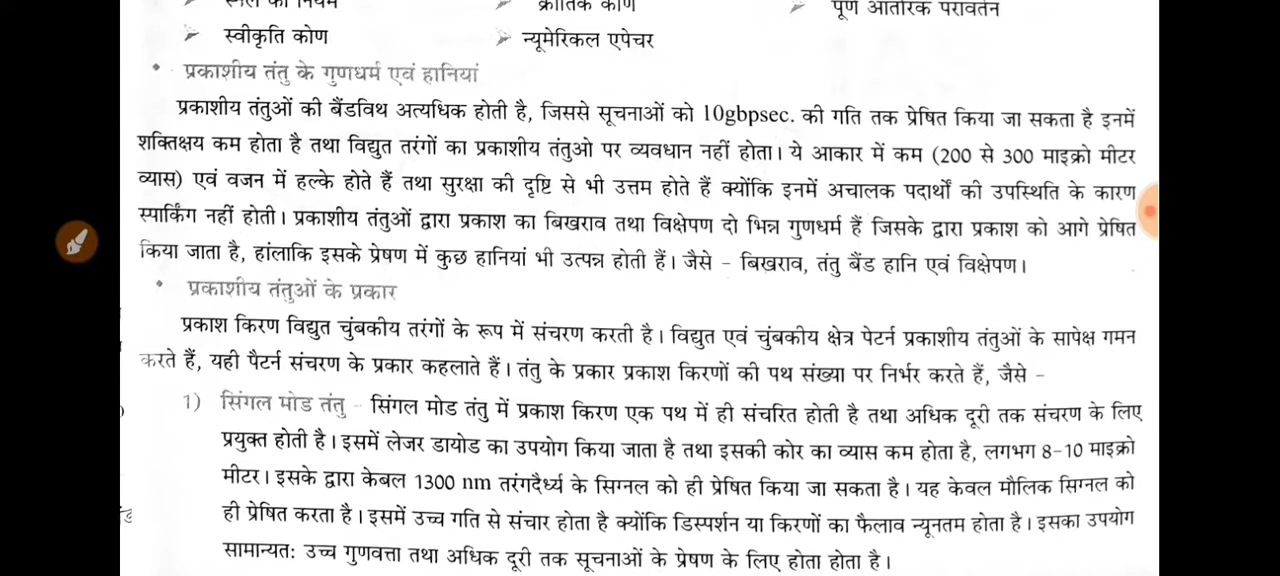 स्नेल का नियम क्रांतिक कोण पूर्ण आंतरिक परावर्तन
स्वीकृति कोण न्यूमेरिकल एपेचर
प्रकाशीय तंतु के गुणधर्म एवं हानियां
प्रकाशीय तंतुओं की बैंडविथ अत्यधिक होती है, जिससे सूचनाओं को 10gbpsec. की गति तक प्रेषित किया जा सकता है इनमें
शक्तिक्षय कम होता है तथा विद्युत तरंगों का प्रकाशीय तंतुओ पर व्यवधान नहीं होता। ये आकार में कम (200 से 300 माइक्रो मीटर
व्यास) एवं वजन में हल्के होते हैं तथा सुरक्षा की दृष्टि से भी उत्तम होते हैं क्योंकि इनमें अचालक पदार्थों की उपस्थिति के कारण
स्पार्किंग नहीं होती। प्रकाशीय तंतुओं द्वारा प्रकाश का बिखराव तथा विक्षेपण दो भिन्न गुणधर्म हैं जिसके द्वारा प्रकाश को आगे प्रेषित
किया जाता है, हांलाकि इसके प्रेषण में कुछ हानियां भी उत्पन्न होती हैं। जैसे - बिखराव, तंतु बैंड हानि एवं विक्षेपण।
प्रकाशीय तंतुओं के प्रकार
प्रकाश किरण विद्युत चुंबकीय तरंगों के रूप में संचरण करती है। विद्युत एवं चुंबकीय क्षेत्र पेटर्न प्रकाशीय तंतुओं के सापेक्ष गमन
करते हैं, यही पैटर्न संचरण के प्रकार कहलाते हैं। तंतु के प्रकार प्रकाश किरणों की पथ संख्या पर निर्भर करते हैं, जैसे -
1) सिंगल मोड तंतु - सिंगल मोड तंतु में प्रकाश किरण एक पथ में ही संचरित होती है तथा अधिक दूरी तक संचरण के लिए
प्रयुक्त होती है। इसमें लेजर डायोड का उपयोग किया जाता है तथा इसकी कोर का व्यास कम होता है, लगभग 8-10 माइक्रो
मीटर। इसके द्वारा केबल 1300 nm तरंगदैर्ध्य के सिग्नल को ही प्रेषित किया जा सकता है। यह केवल मौलिक सिग्नल को
ही प्रेषित करता है। इसमें उच्च गति से संचार होता है क्योंकि डिस्पर्शन या किरणों का फैलाव न्यूनतम होता है। इसका उपयोग
सामान्यत: उच्च गुणवत्ता तथा अधिक दूरी तक सूचनाओं के प्रेषण के लिए होता होता है।